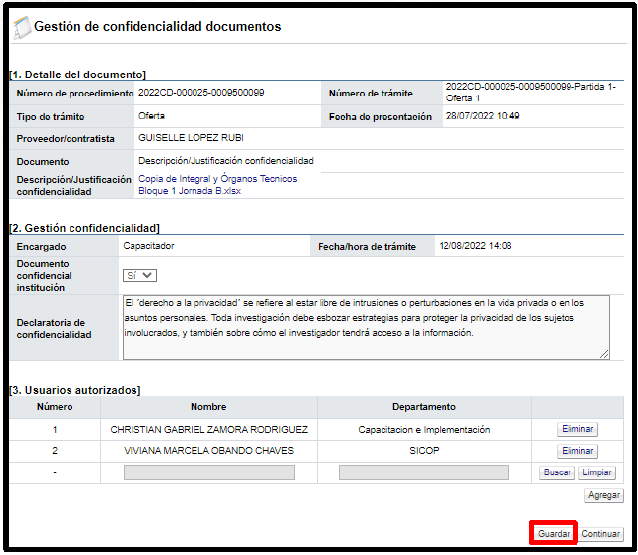 Gestión de confidencialidad documentos
[1. Detalle del documento]
Número de procedimiento 2022CD-000025-0009500099 Número de trámite 2022CD-000025-0009500099-Partida 1-
Oferta 1
Tipo de trámite Oferta Fecha de presentación 28/07/2022 10:49
Proveedor/contratista GUISELLE LOPEZ RUBI
Documento Descripción/Justificación confidencialidad
Descripción/Justificación Copia de Integral y Órganos Tecnicos
confidencialidad Bloque 1 Jornada B.xlsx
[2. Gestión confidencialidad]
Encargado Capacitador Fecha/hora de trámite 12/08/2022 14:08
Documento
confidencial Sí
institución
El ´derecho a la privacidad´ se refiere al estar libre de intrusiones o perturbaciones en la vida privada o en los
Declaratoria de asuntos personales. Toda investigación debe esbozar estrategias para proteger la privacidad de los sujetos
confidencialidad involucrados, y también sobre cómo el investigador tendrá acceso a la información.
[3. Usuarios autorizados]
Número Nombre Departamento
1 CHRISTIAN GABRIEL ZAMORA RODRIGUEZ Capacitacion e Implementación Eliminar
2 VIVIANA MARCELA OBANDO CHAVES SICOP Eliminar
- Buscar Limpiar
Agregar
Guardar Continuar